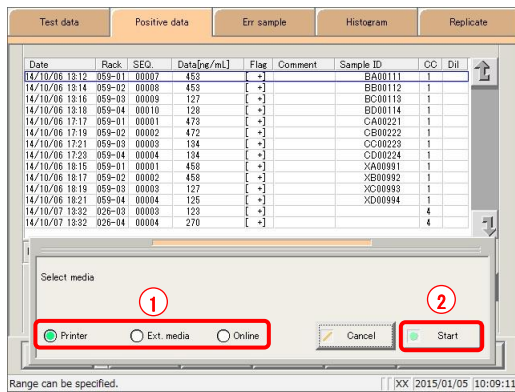 Test data Positive data Err sample Histogram Replicate
Date Rack SEQ. Data[ng/mL] Flag Comment Sample ID CC Dil
14/10/06 13:12 059-01 00007 453 [ +] BA00111 1
14/10/06 13:14 059-02 00008 453 [ +] BB00112 1
14/10/06 13:16 059-03 00009 127 [ +] BC00113 1
14/10/06 13:18 059-04 00010 128 [ +] BD00114 1
14/10/06 17:17 059-01 00001 473 [ +] CA00221 1
14/10/06 17:19 059-02 00002 472 [ +] CB00222 1
14/10/06 17:21 059-03 00003 134 [ +] CC00223 1
14/10/06 17:23 059-04 00004 134 [ +] CD00224 1
14/10/06 18:15 059-01 00001 458 [ +] XA00991 1
14/10/06 18:17 059-02 00002 458 [ +] XB00992 1
14/10/06 18:19 059-03 00003 127 [ +] XC00993 1
14/10/06 18:21 059-04 00004 125 [ +] XD00994 1
14/10/07 13:32 026-03 00003 123 [ +] 4
14/10/07 13:32 026-04 00004 270 [ +] 4
Select media
1 2
Printer Ext. media Online Cancel Start
Range can be specified. XX 2015/01/05 10:09:11